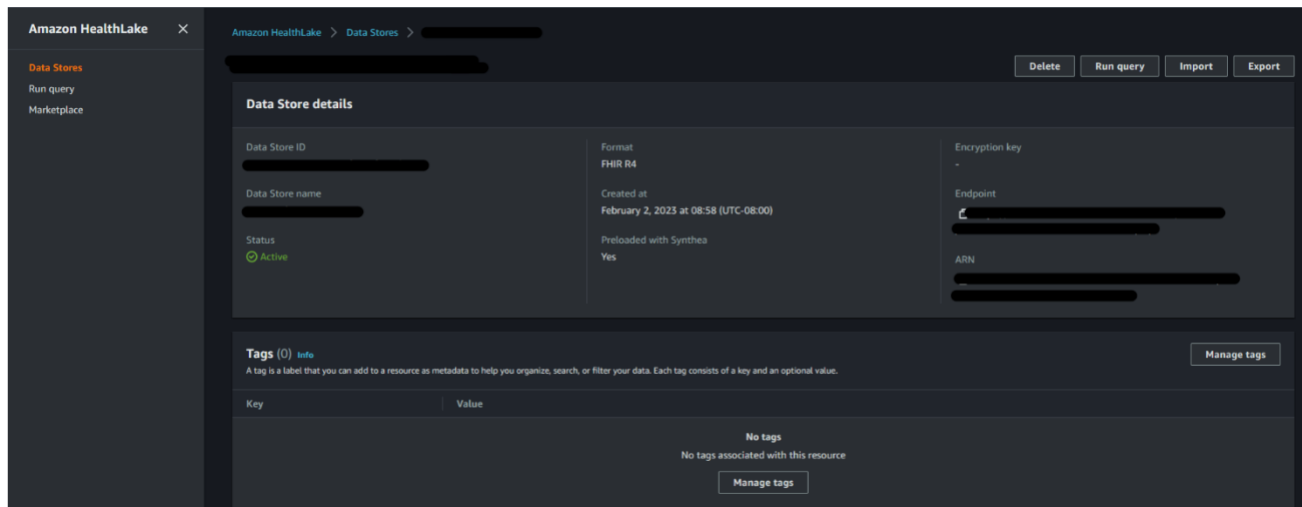 Amazon HealthLake
Data Stores
Run query
Marketplace
Amazon HealthLake > Data Stores >
Delete Run query Import Export
Data Store details
Data Store ID
Data Store name
Status
Active
Format
FHIR R4
Created at
February 2, 2023 at 08:58 (UTC-08:00)
Preloaded with Synthea
Yes
Encryption key
-
Endpoint
ARN
Tags (0) Info
Manage tags
A tag is a label that you can add to a resource as metadata to help you organize, search, or filter your data. Each tag consists of a key and an optional value.
Key Value
No tags
No tags associated with this resource
Manage tags